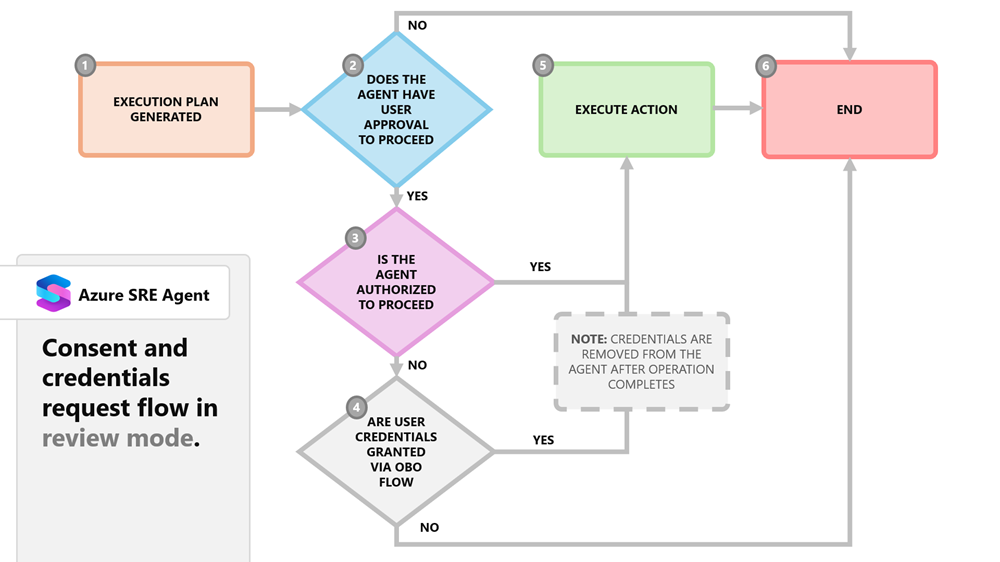 NO
1
EXECUTION PLAN
GENERATED
2
DOES THE
AGENT HAVE
USER
APPROVAL
TO PROCEED
5
EXECUTE ACTION
6
END
YES
3
IS THE
AGENT
AUTHORIZED
TO PROCEED
YES
Azure SRE Agent
Consent and
credentials
request flow in
review mode.
NOTE: CREDENTIALS ARE
REMOVED FROM THE
AGENT AFTER OPERATION
COMPLETES
NO
4
ARE USER
CREDENTIALS
GRANTED
VIA OBO
FLOW
YES
NO